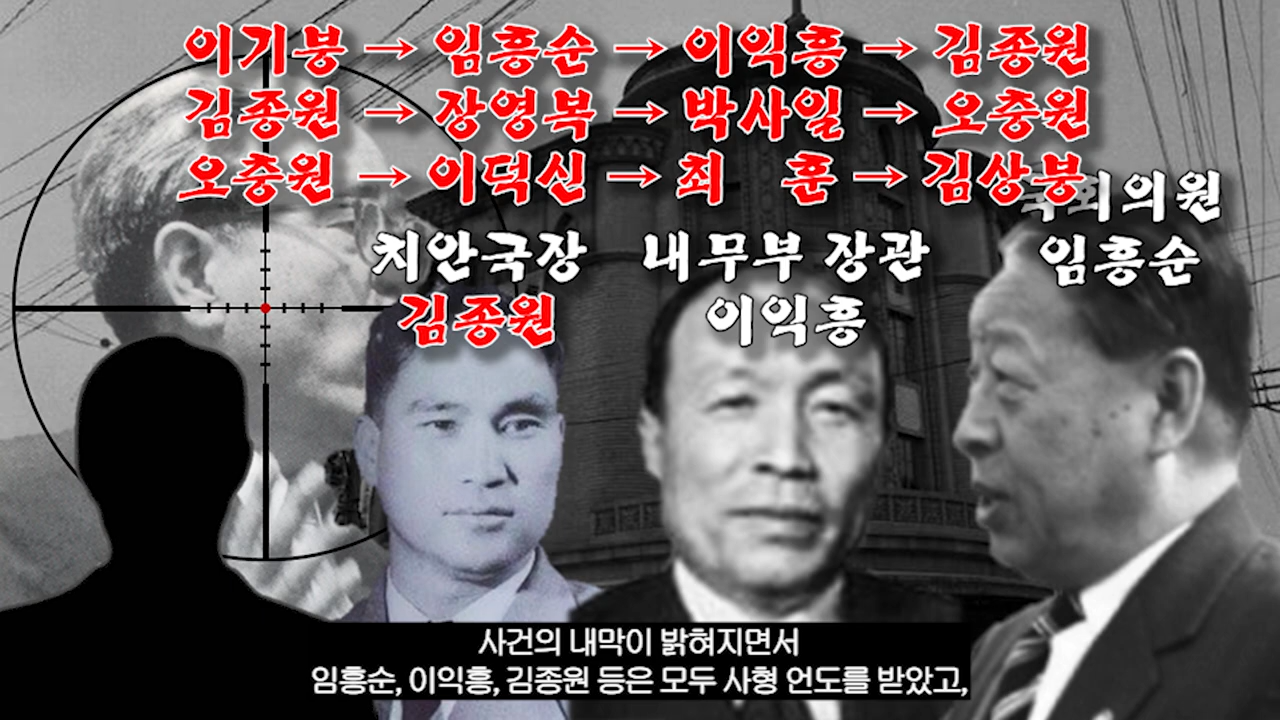 이기붕 → 임흥순 → 이익흥 → 김종원
김종원 → 장영복 → 박사일 → 오충원
오충원 → 이덕신 → 최 훈 → 김상붕
국회의원
임흥순
치안국장
김종원
내무부 장관
이익흥
사건의 내막이 밝혀지면서
임흥순, 이익흥, 김종원 등은 모두 사형 언도를 받았고,